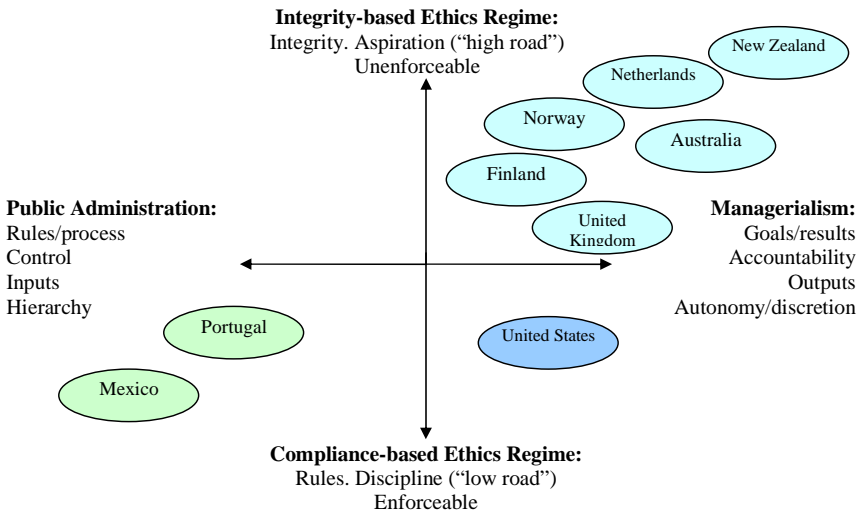 Integrity-based Ethics Regime:
Integrity. Aspiration (“high road”)
Unenforceable
New Zealand
Netherlands
Norway
Australia
Finland
United
Kingdom
Public Administration:
Rules/process
Control
Inputs
Hierarchy
Managerialism:
Goals/results
Accountability
Outputs
Autonomy/discretion
Portugal
United States
Mexico
Compliance-based Ethics Regime:
Rules. Discipline (“low road”)
Enforceable